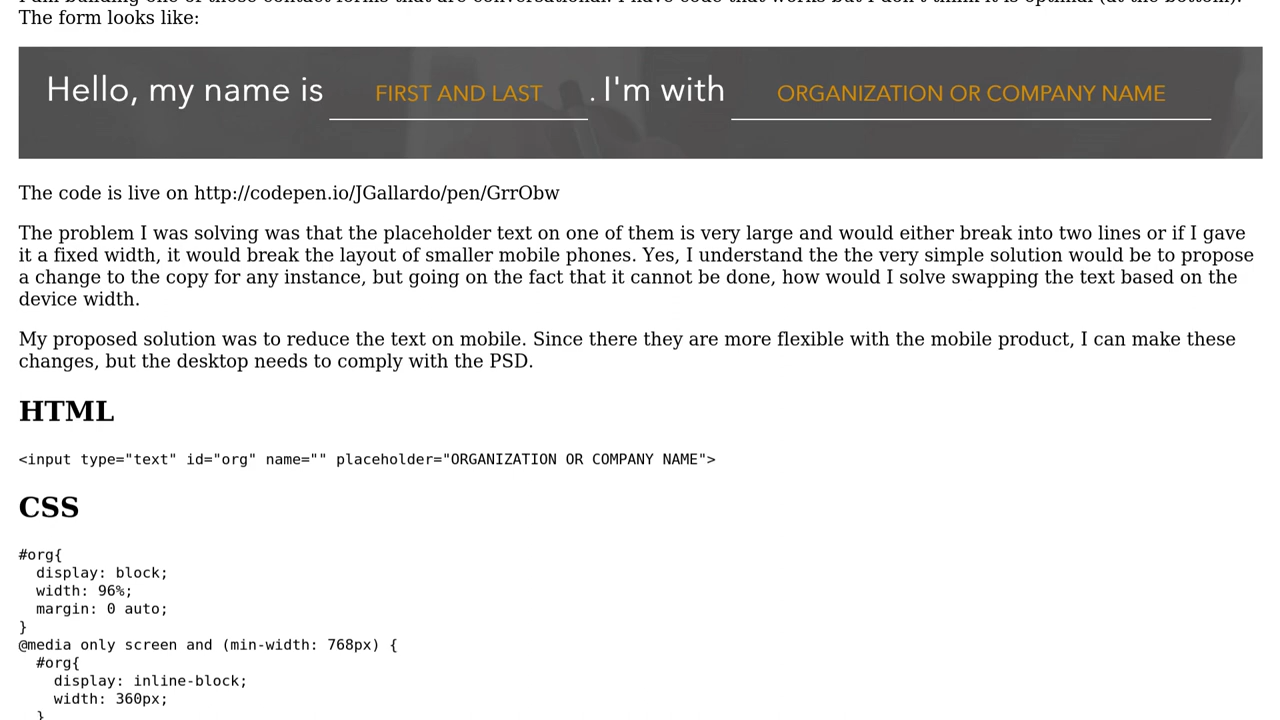 The form looks like:
Hello, my name is FIRST AND LAST . I'm with ORGANIZATION OR COMPANY NAME
The code is live on http://codepen.io/JGallardo/pen/GrrObw
The problem I was solving was that the placeholder text on one of them is very large and would either break into two lines or if I gave
it a fixed width, it would break the layout of smaller mobile phones. Yes, I understand the the very simple solution would be to propose
a change to the copy for any instance, but going on the fact that it cannot be done, how would I solve swapping the text based on the
device width.
My proposed solution was to reduce the text on mobile. Since there they are more flexible with the mobile product, I can make these
changes, but the desktop needs to comply with the PSD.
HTML
<input type="text" id="org" name="" placeholder="ORGANIZATION OR COMPANY NAME">
CSS
#org{
  display: block;
  width: 96%;
  margin: 0 auto;
}
@media only screen and (min-width: 768px) {
  #org{
    display: inline-block;
    width: 360px;
  }